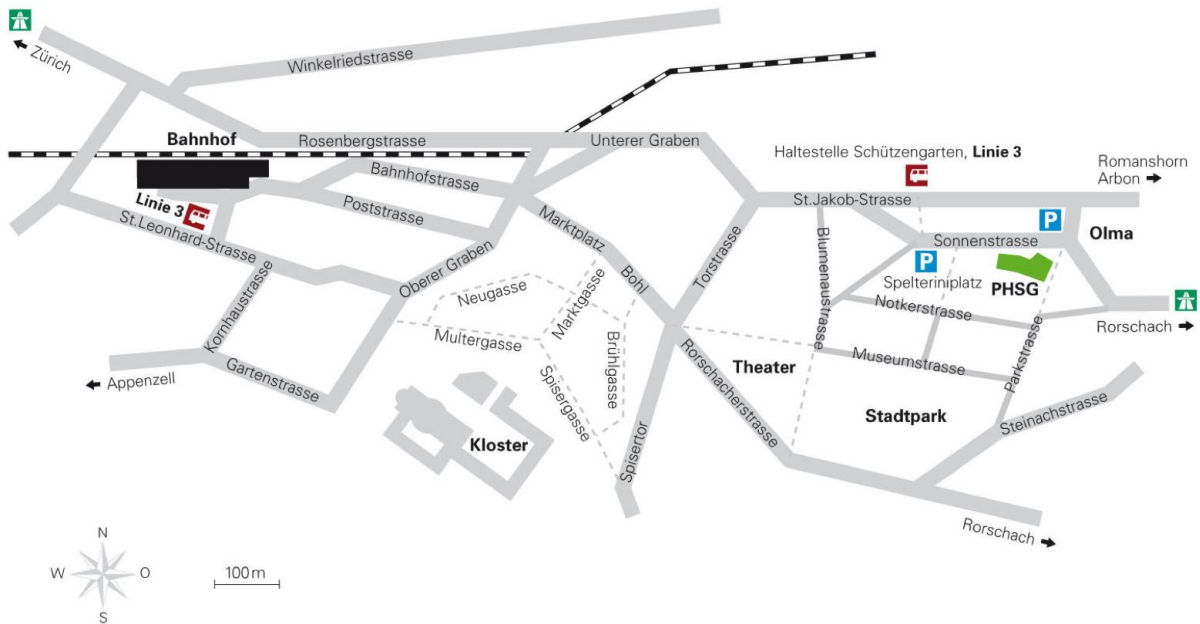 Zürich
Winkelriedstrasse
Bahnhof
Rosenbergstrasse
Unterer Graben
Haltestelle Schützengarten, Linie 3
Romanshorn
Arbon
Bahnhofstrasse
Linie 3
Poststrasse
St.Leonhard-Strasse
St.Jakob-Strasse
Marktplatz
Bohl
Torstrasse
Blumenaustrasse
P
Sonnenstrasse
Olma
P
Spelteriniplatz
PHSG
Oberer Graben
Neugasse
Marktgasse
Notkerstrasse
Rorschach
Kornhausstrasse
Multergasse
Brühlgasse
Theater
Museumstrasse
Parkstrasse
Appenzell
Gartenstrasse
Spisergasse
Rorschacherstrasse
Stadtpark
Steinachstrasse
Kloster
Spisertor
Rorschach
N
W
O
S
100 m